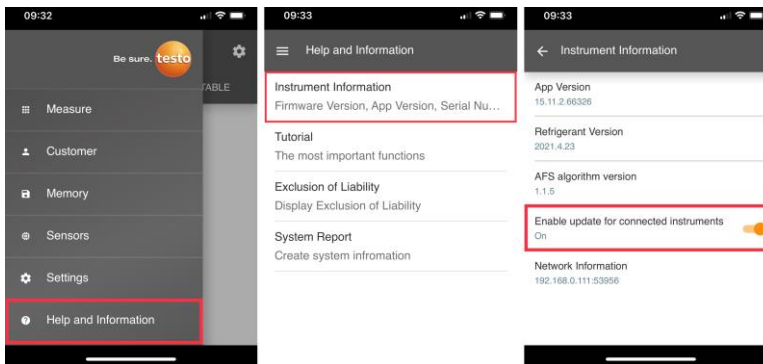 09:32
Be sure. testo
TABLE
Measure
Customer
Memory
Sensors
Settings
Help and Information
09:33
Help and Information
Instrument Information
Firmware Version, App Version, Serial Nu...
Tutorial
The most important functions
Exclusion of Liability
Display Exclusion of Liability
System Report
Create system infromation
09:33
Instrument Information
App Version
15.11.2.66326
Refrigerant Version
2021.4.23
AFS algorithm version
1.1.5
Enable update for connected instruments
On
Network Information
192.168.0.111:53956